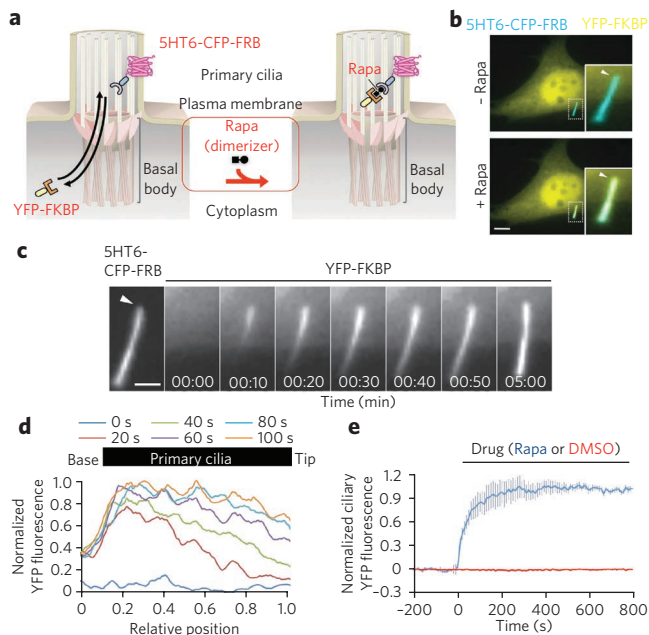 a
5HT6-CFP-FRB
Primary cilia
Plasma membrane
Rapa
(dimerizer)
Basal
body
YFP-FKBP
Cytoplasm
Rapa
Basal
body
b
5HT6-CFP-FRB YFP-FKBP
- Rapa
+ Rapa
c
5HT6-
CFP-FRB
YFP-FKBP
00:00 00:10 00:20 00:30 00:40 00:50 05:00
Time (min)
d
0 s 40 s 80 s
20 s 60 s 100 s
Base Primary cilia Tip
Normalized
YFP fluorescence
1.0
0.8
0.6
0.4
0.2
0
0 0.2 0.4 0.6 0.8 1.0
Relative position
e
Drug (Rapa or DMSO)
Normalized ciliary
YFP fluorescence
1.2
0.9
0.6
0.3
0
-0.3
-200 0 200 400 600 800
Time (s)